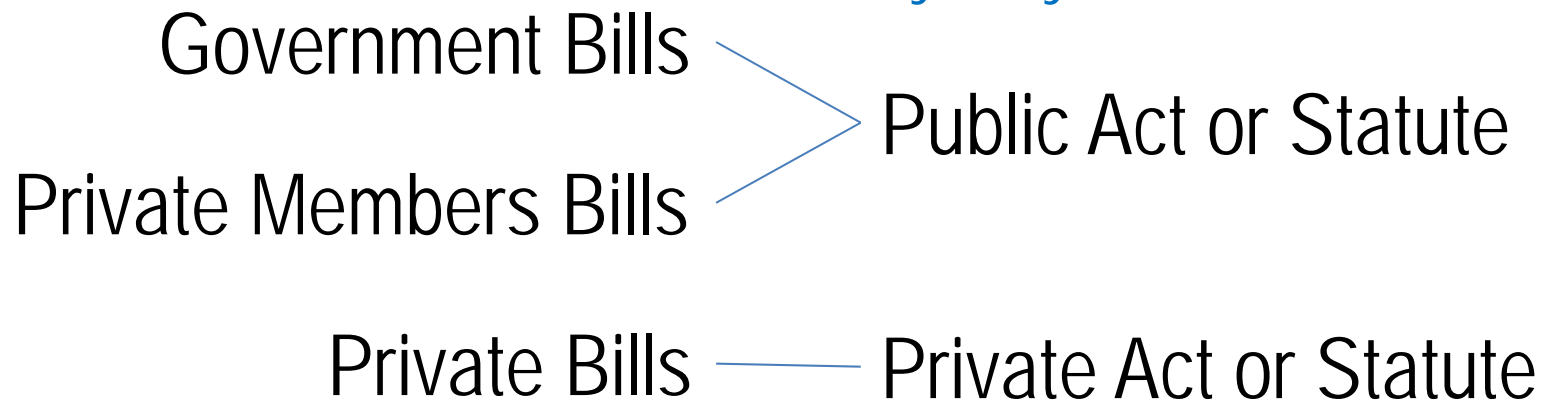 Government Bills
Public Act or Statute
Private Members Bills
Private Bills
Private Act or Statute